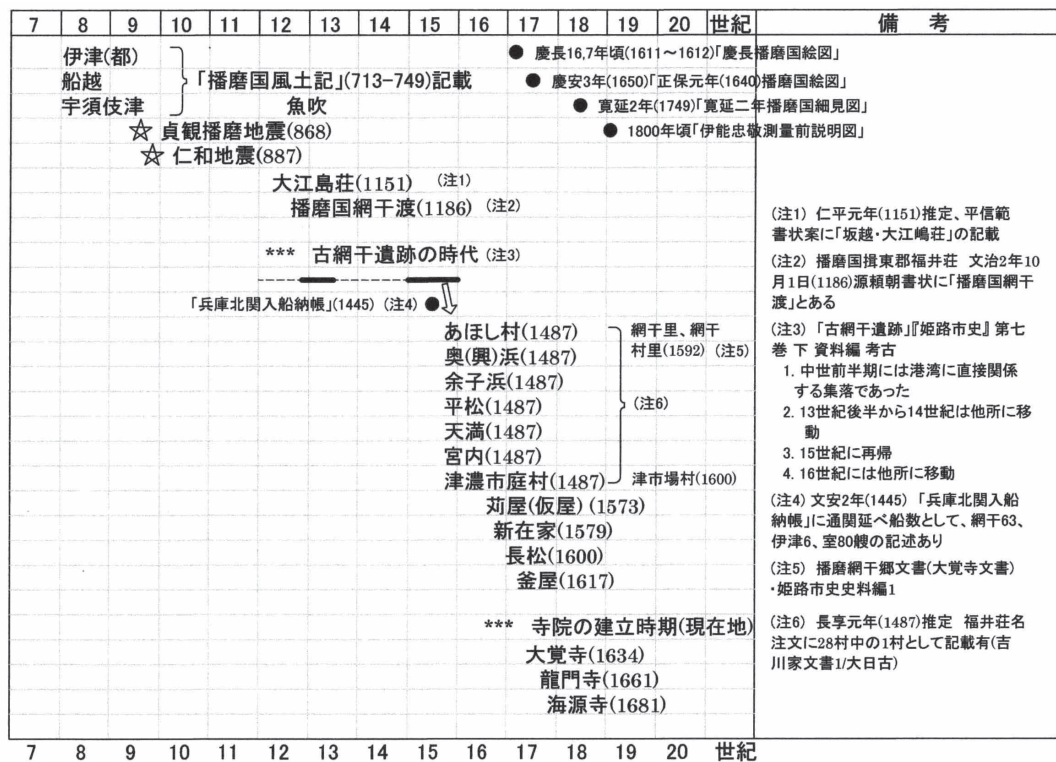 7 8 9 10 11 12 13 14 15 16 17 18 19 20 世紀 備 考
伊津(都)
船越
宇須伎津
「播磨国風土記」(713-749)記載
魚吹
● 慶長16,7年頃(1611～1612)「慶長播磨国絵図」
● 慶安3年(1650)「正保元年(1640)播磨国絵図」
● 寛延2年(1749)「寛延二年播磨国細見図」
● 1800年頃「伊能忠敬測量前説明図」
☆ 貞観播磨地震(868)
☆ 仁和地震(887)
大江島荘(1151) (注1)
播磨国網干渡(1186) (注2)
*** 古網干遺跡の時代 (注3)
「兵庫北関入船納帳」(1445) (注4) ●
あほし村(1487)
奥(興)浜(1487)
余子浜(1487)
平松(1487)
天満(1487)
宮内(1487)
津濃市庭村(1487)
(注6)
網干里、網干
村里(1592) (注5)
津市場村(1600)
苅屋(仮屋) (1573)
新在家(1579)
長松(1600)
釜屋(1617)
*** 寺院の建立時期(現在地)
大覚寺(1634)
龍門寺(1661)
海源寺(1681)
(注1) 仁平元年(1151)推定、平信範
書状案に「坂越・大江嶋荘」の記載
(注2) 播磨国揖東郡福井荘 文治2年10
月1日(1186)源頼朝書状に「播磨国網干
渡」とある
(注3) 「古網干遺跡」『姫路市史』 第七
巻 下 資料編 考古
1. 中世前半期には港湾に直接関係
する集落であった
2. 13世紀後半から14世紀は他所に移
動
3. 15世紀に再帰
4. 16世紀には他所に移動
(注4) 文安2年(1445) 「兵庫北関入船
納帳」に通関延べ船数として、網干63、
伊津6、室80艘の記述あり
(注5) 播磨網干郷文書(大覚寺文書)
・姫路市史史料編1
(注6) 長享元年(1487)推定 福井荘名
注文に28村中の1村として記載有(吉
川家文書1/大日古)
7 8 9 10 11 12 13 14 15 16 17 18 19 20 世紀